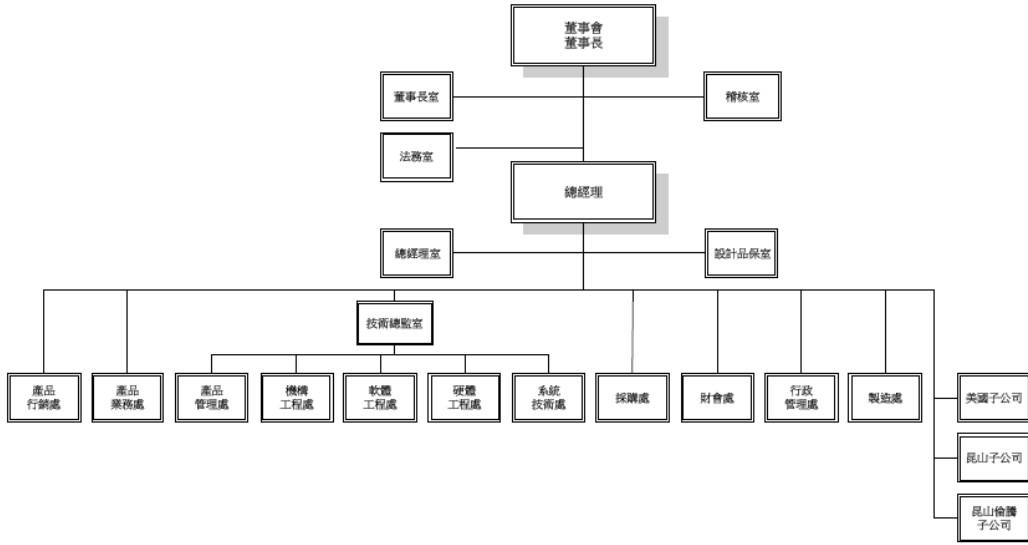 董事會
董事長
董事長室
稽核室
法務室
總經理
總經理室
設計品保室
技術總監室
產品
行銷處
產品
業務處
產品
管理處
機構
工程處
軟體
工程處
硬體
工程處
系統
技術處
採購處
財會處
行政
管理處
製造處
美國子公司
昆山子公司
昆山倫騰
子公司